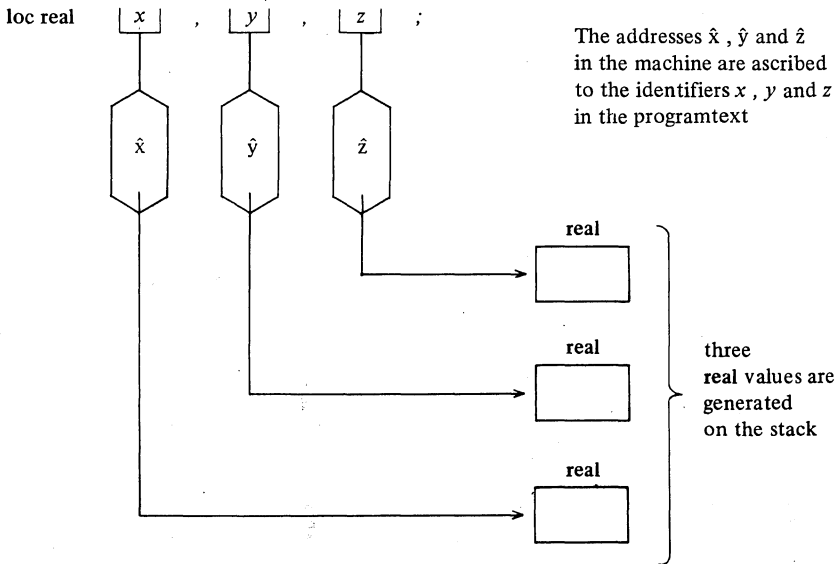 loc real x , y , z ;
The addresses x̂ , ŷ and ẑ
in the machine are ascribed
to the identifiers x , y and z
in the programtext
x̂ ŷ ẑ
real
real
three
real values are
generated
on the stack
real